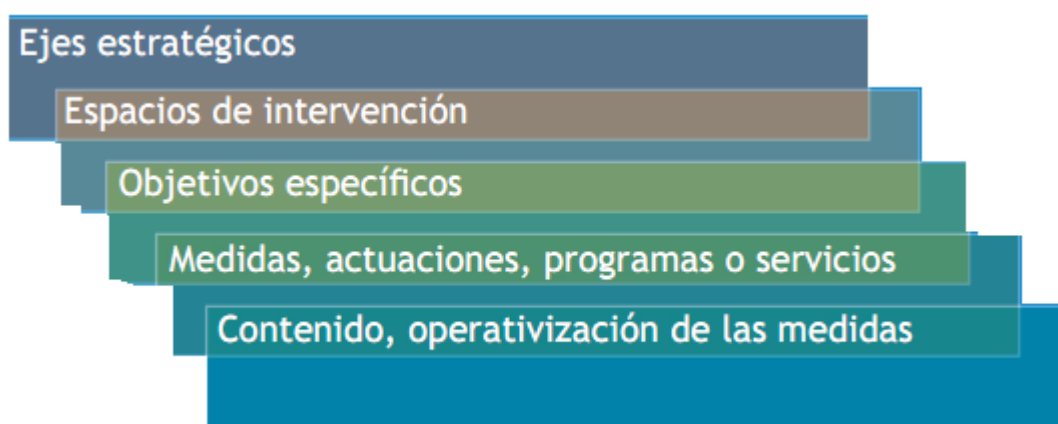 Ejes estratégicos
Espacios de intervención
Objetivos específicos
Medidas, actuaciones, programas o servicios
Contenido, operativización de las medidas